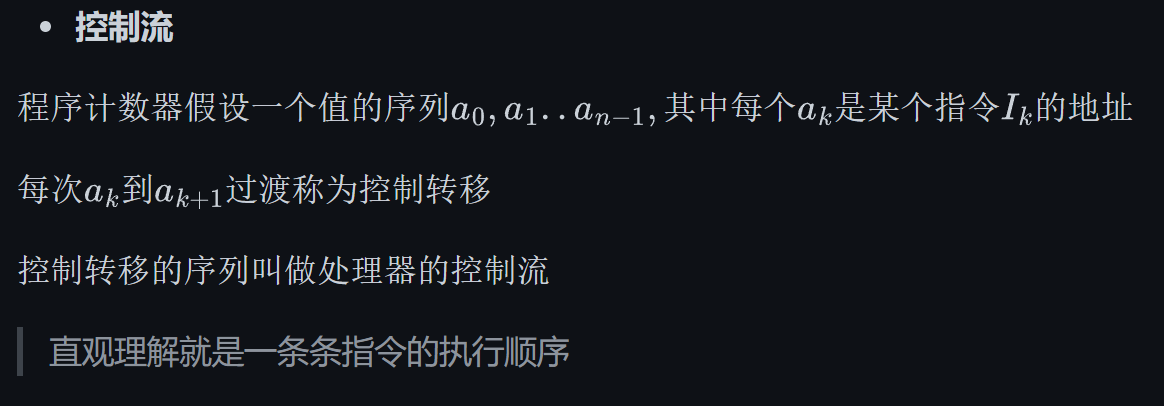 控制流
程序计数器假设一个值的序列a₀, a₁..aₙ₋₁,其中每个aₖ是某个指令Iₖ的地址
每次aₖ到aₖ₊₁过渡称为控制转移
控制转移的序列叫做处理器的控制流
直观理解就是一条条指令的执行顺序